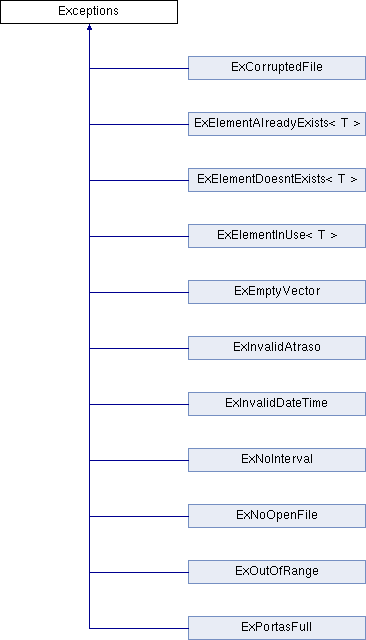 Exceptions
ExCorruptedFile
ExElementAlreadyExists< T >
ExElementDoesntExists< T >
ExElementInUse< T >
ExEmptyVector
ExInvalidAtraso
ExInvalidDateTime
ExNoInterval
ExNoOpenFile
ExOutOfRange
ExPortasFull